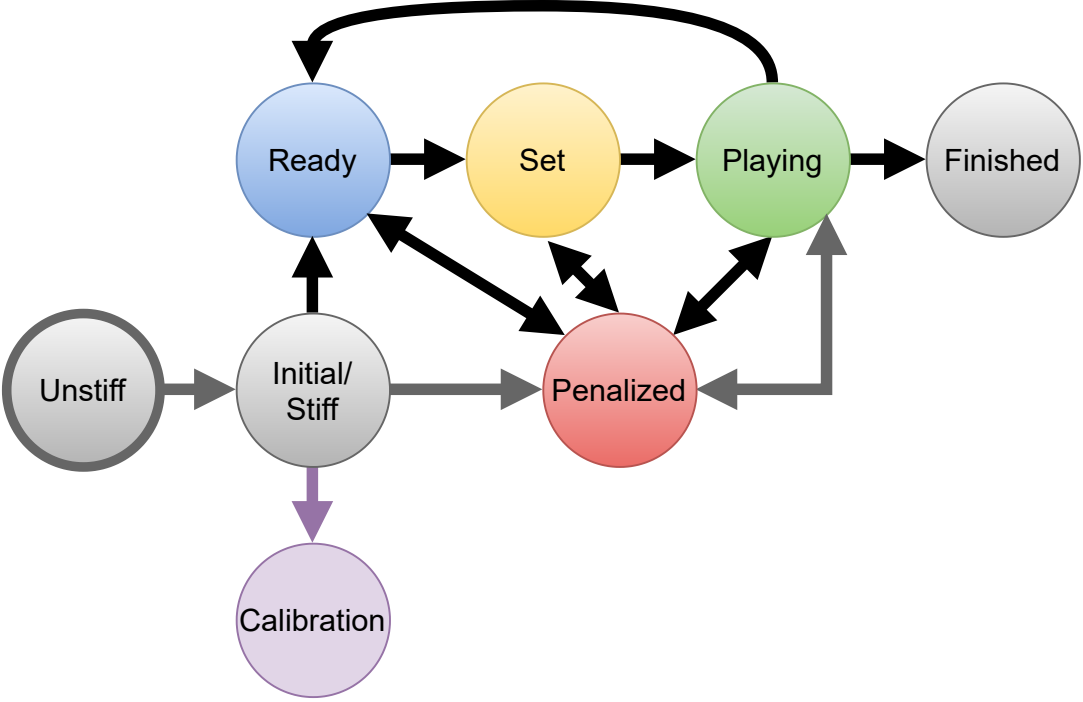 Ready
Set
Playing
Finished
Unstiff
Initial/
Stiff
Penalized
Calibration